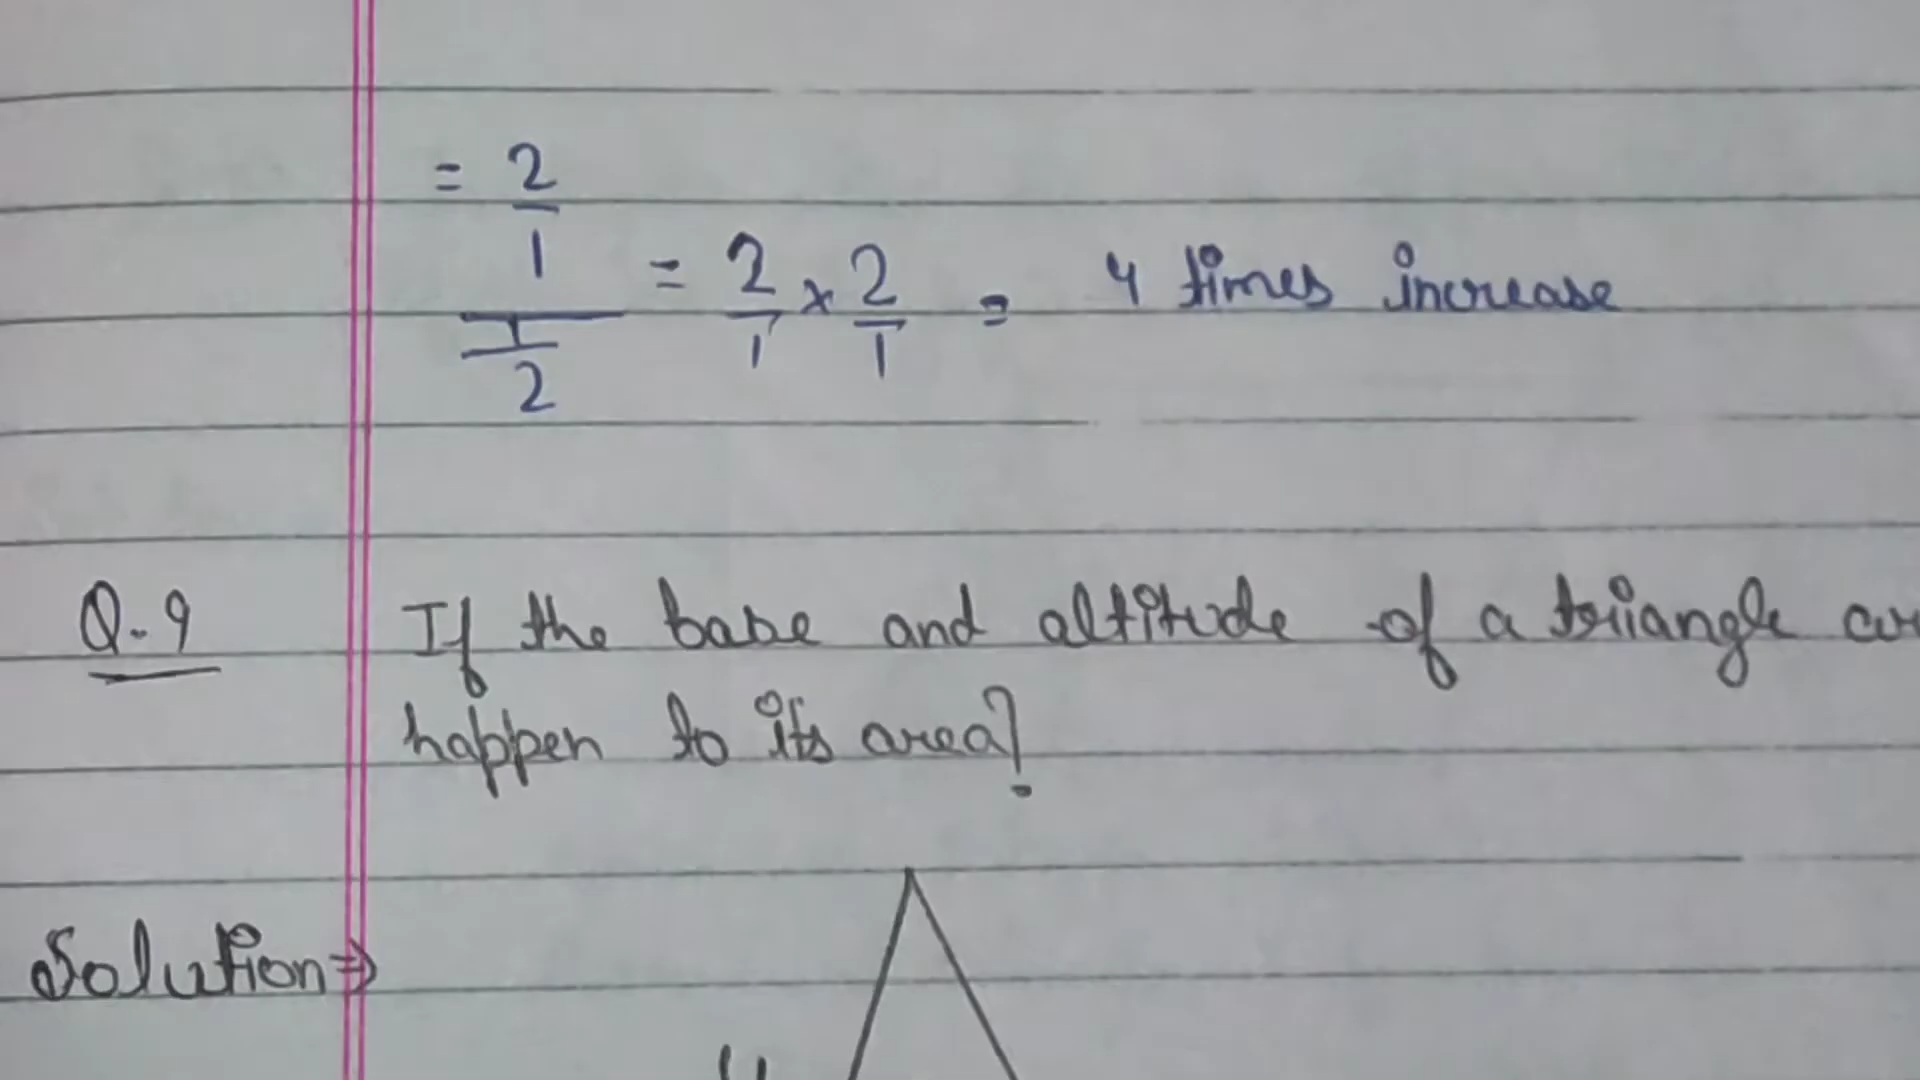 = 2/1
―
1/2 = 2/1 × 2/1 = 4 times increase
Q.9 If the base and altitude of a triangle
happen to its area?
Solution ⇒